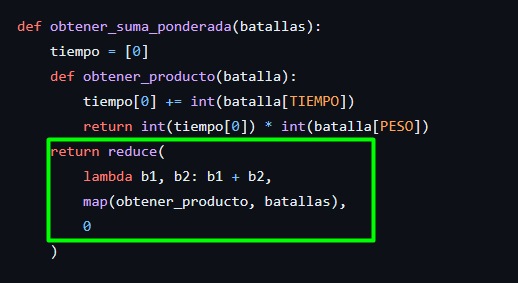 def obtener_suma_ponderada(batallas):
    tiempo = [0]
    def obtener_producto(batalla):
        tiempo[0] += int(batalla[TIEMPO])
        return int(tiempo[0]) * int(batalla[PESO])
    return reduce(
        lambda b1, b2: b1 + b2,
        map(obtener_producto, batallas),
        0
    )